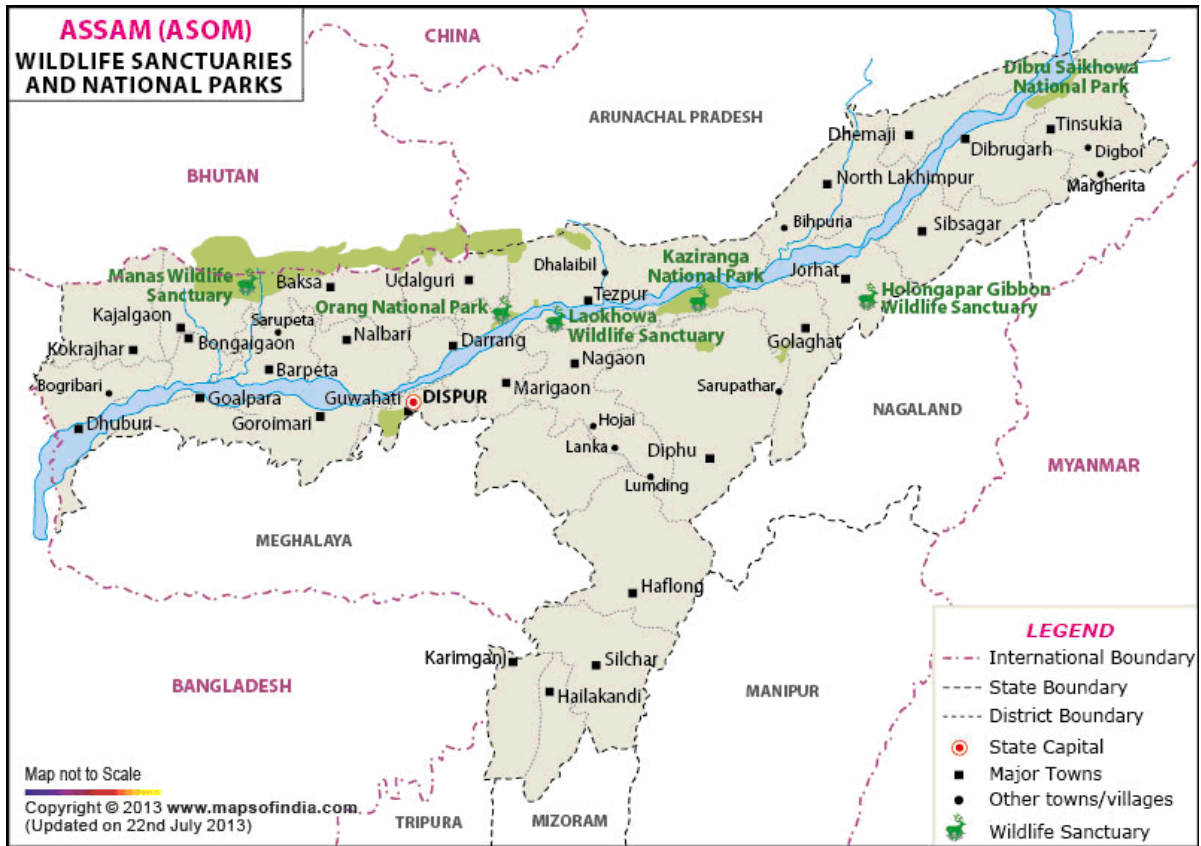 ASSAM (ASOM)
WILDLIFE SANCTUARIES
AND NATIONAL PARKS
CHINA
ARUNACHAL PRADESH
BHUTAN
Dibru Saikhowa
National Park
Dhemaji
Tinsukia
Dibrugarh
Digboi
Margherita
North Lakhimpur
Bihpuria
Sibsagar
Manas Wildlife
Sanctuary
Baksa
Udalguri
Dhalaibil
Kaziranga
National Park
Jorhat
Holongapar Gibbon
Wildlife Sanctuary
Orang National Park
Tezpur
Laokhowa
Wildlife Sanctuary
Kajalgaon
Sarupeta
Bongaigaon
Nalbari
Darrang
Golaghat
Kokrajhar
Barpeta
Nagaon
Bogribari
Goalpara
Guwahati
DISPUR
Marigaon
Sarupathar
Dhuburi
Goroimari
Hojai
NAGALAND
Lanka
Diphu
Lumding
MYANMAR
MEGHALAYA
Haflong
Karimganj
Silchar
BANGLADESH
Hailakandi
MANIPUR
TRIPURA
MIZORAM
LEGEND
International Boundary
State Boundary
District Boundary
State Capital
Major Towns
Other towns/villages
Wildlife Sanctuary
Map not to Scale
Copyright © 2013 www.mapsofindia.com
(Updated on 22nd July 2013)